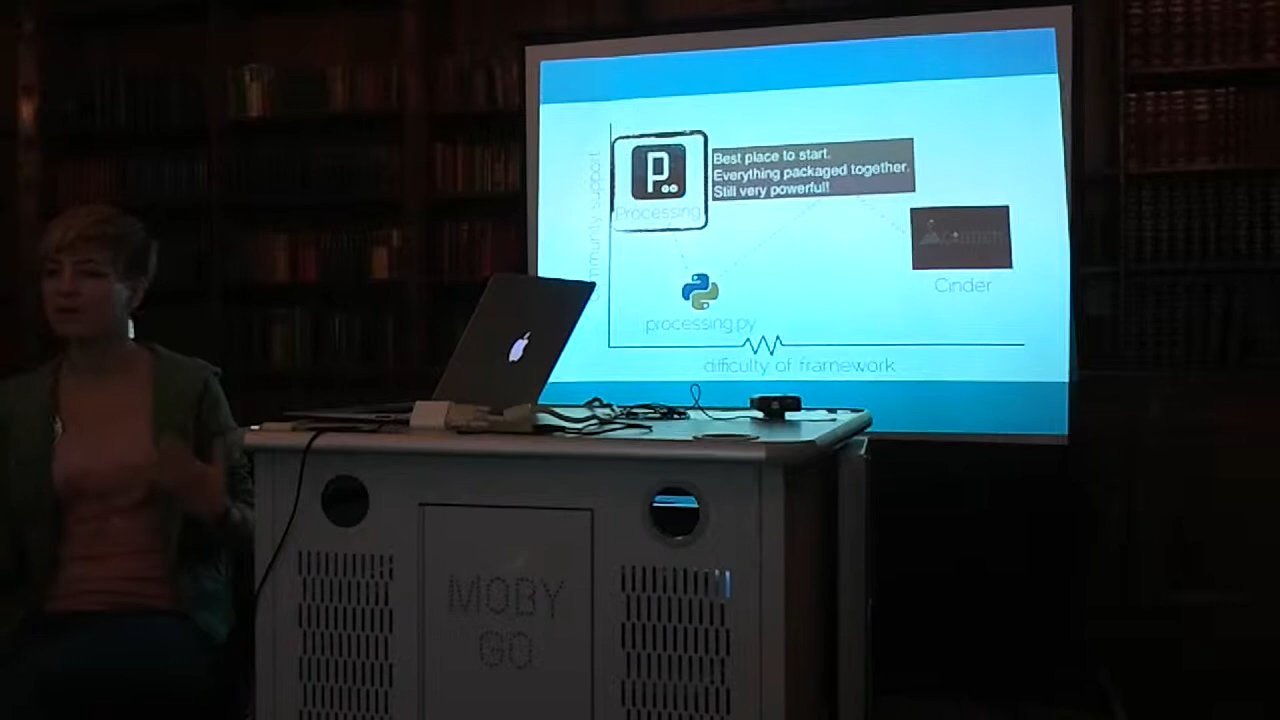 P
Processing
Best place to start.
Everything packaged together.
Still very powerful!
community support
CINDER
Cinder
processing.py
difficulty of framework
MOBY
GO